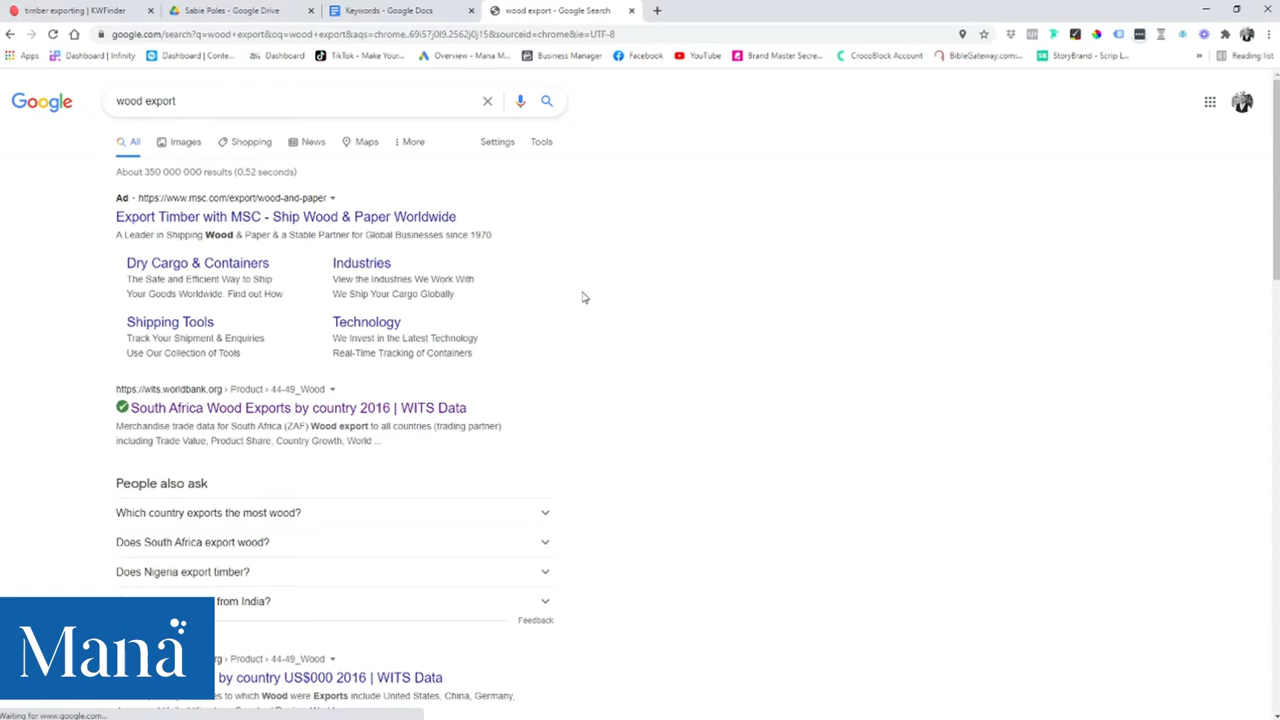 timber exporting | KWFinder
Sabie Poles - Google Drive
Keywords - Google Docs
wood export - Google Search
google.com/search?q=wood+export&oq=wood+export&aqs=chrome..69i57j0l9.2562j0j15&sourceid=chrome&ie=UTF-8
Apps
Dashboard | Infinity
Dashboard | Conte...
Dashboard
TikTok - Make Your...
Overview - Mana M...
Business Manager
Facebook
YouTube
Brand Master Secre...
CrocoBlock Account
BibleGateway.com:...
StoryBrand - Scrip L...
»
Reading list
Google
wood export
All
Images
Shopping
News
Maps
More
Settings
Tools
About 350 000 000 results (0,52 seconds)
Ad · https://www.msc.com/export/wood-and-paper
Export Timber with MSC - Ship Wood & Paper Worldwide
A Leader in Shipping Wood & Paper & a Stable Partner for Global Businesses since 1970
Dry Cargo & Containers
The Safe and Efficient Way to Ship
Your Goods Worldwide. Find out How
Industries
View the Industries We Work With
We Ship Your Cargo Globally
Shipping Tools
Track Your Shipment & Enquiries
Use Our Collection of Tools
Technology
We Invest in the Latest Technology
Real-Time Tracking of Containers
https://wits.worldbank.org › Product › 44-49_Wood
South Africa Wood Exports by country 2016 | WITS Data
Merchandise trade data for South Africa (ZAF) Wood export to all countries (trading partner)
including Trade Value, Product Share, Country Growth, World ...
People also ask
Which country exports the most wood?
Does South Africa export wood?
Does Nigeria export timber?
from India?
Feedback
rg › Product › 44-49_Wood
by country US$000 2016 | WITS Data
es to which Wood were Exports include United States, China, Germany,
Manä
Waiting for www.google.com...